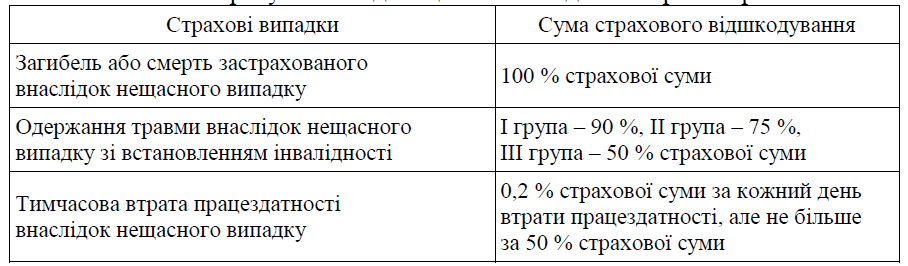 Страхові випадки
Сума страхового відшкодування
Загибель або смерть застрахованого
внаслідок нещасного випадку
100 % страхової суми
Одержання травми внаслідок нещасного
випадку зі встановленням інвалідності
І група – 90 %, ІІ група – 75 %,
ІІІ група – 50 % страхової суми
Тимчасова втрата працездатності
внаслідок нещасного випадку
0,2 % страхової суми за кожний день
втрати працездатності, але не більше
за 50 % страхової суми